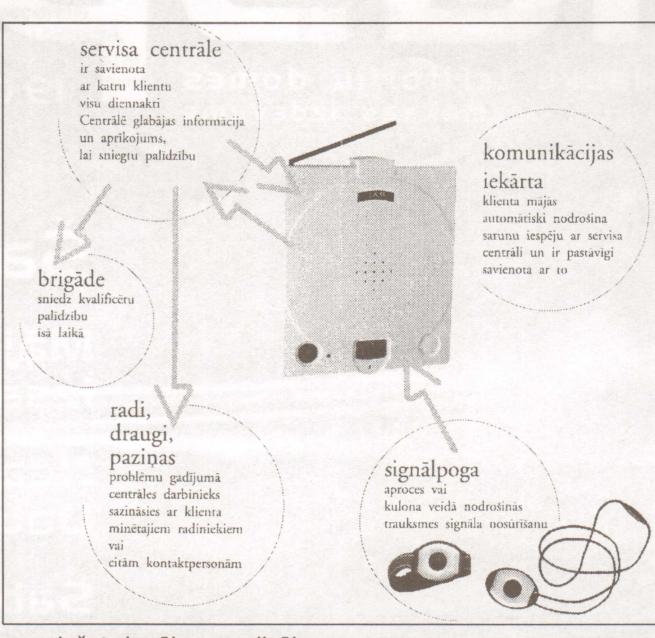 servisa centrāle
ir savienota
ar katru klientu
visu diennakti
Centrālē glabājas informācija
un aprīkojums,
lai sniegtu palīdzību
komunikācijas
iekārta
klienta mājās
automātiski nodrošina
sarunu iespēju ar servisa
centrāli un ir pastāvīgi
savienota ar to
brigāde
sniedz kvalificētu
palīdzību
īsā laikā
radi,
draugi,
paziņas
problēmu gadījumā
centrāles darbinieks
sazināsies ar klienta
minētajiem radiniekiem
vai
citām kontaktpersonām
signālpoga
aproces vai
kulona veidā nodrošinās
trauksmes signāla nosūtīšanu